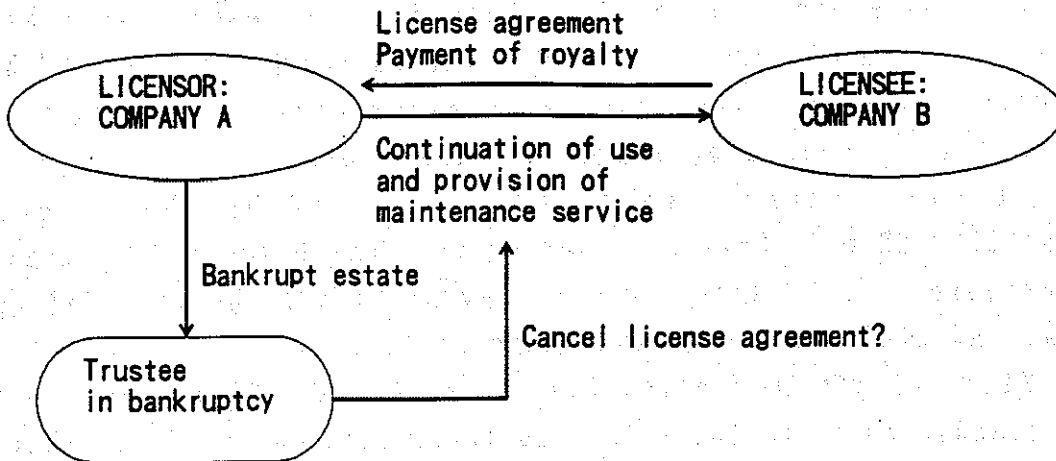 License agreement
Payment of royalty
LICENSOR:
COMPANY A
LICENSEE:
COMPANY B
Continuation of use
and provision of
maintenance service
Bankrupt estate
Cancel license agreement?
Trustee
in bankruptcy